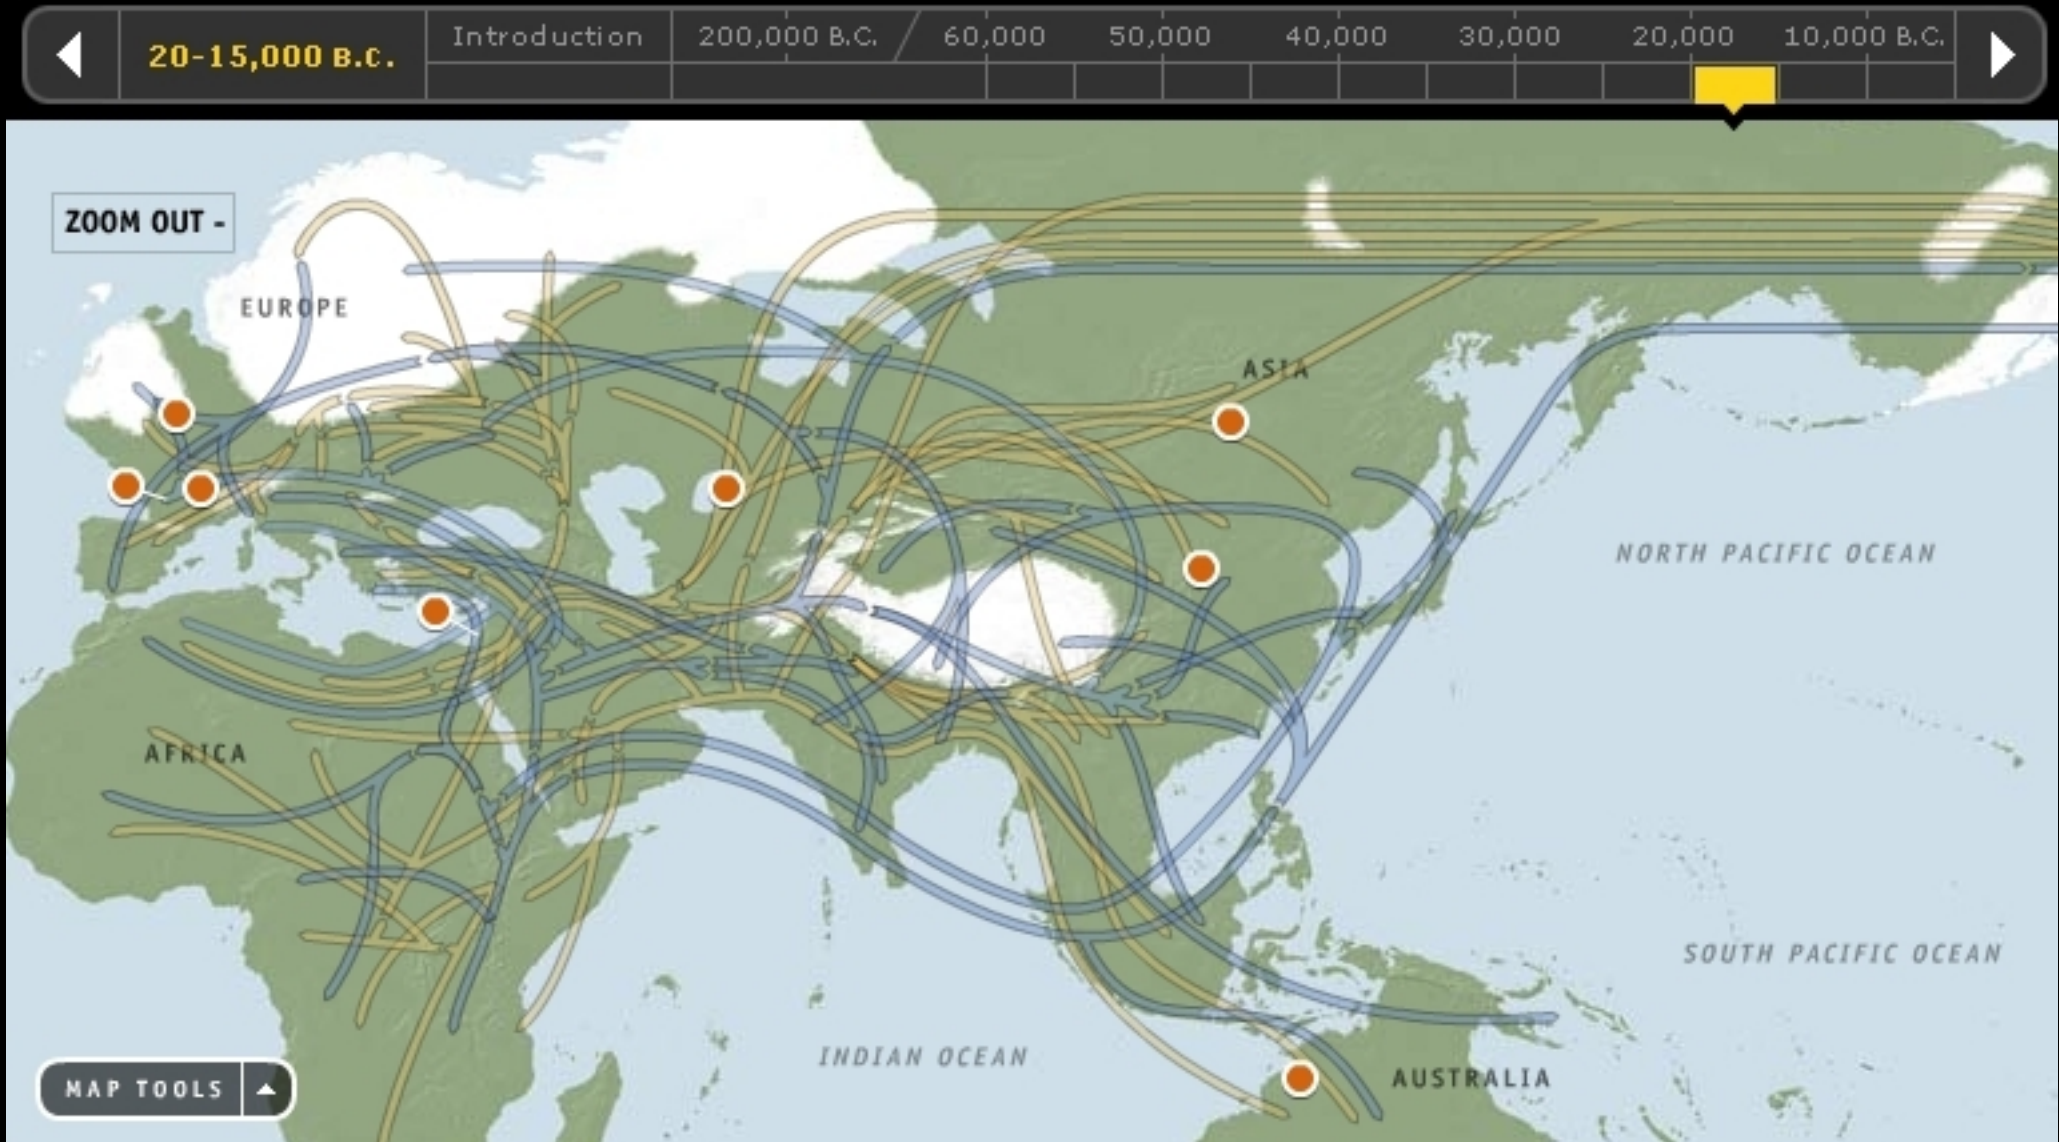 20-15,000 B.C.
Introduction
200,000 B.C.
60,000
50,000
40,000
30,000
20,000
10,000 B.C.
ZOOM OUT -
EUROPE
ASIA
NORTH PACIFIC OCEAN
AFRICA
SOUTH PACIFIC OCEAN
INDIAN OCEAN
AUSTRALIA
MAP TOOLS